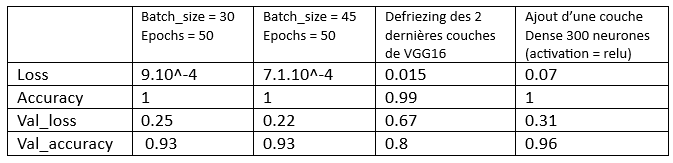 Batch_size = 30
Epochs = 50
Batch_size = 45
Epochs = 50
Defriezing des 2
dernières couches
de VGG16
Ajout d’une couche
Dense 300 neurones
(activation = relu)
Loss 9.10^-4 7.1.10^-4 0.015 0.07
Accuracy 1 1 0.99 1
Val_loss 0.25 0.22 0.67 0.31
Val_accuracy 0.93 0.93 0.8 0.96